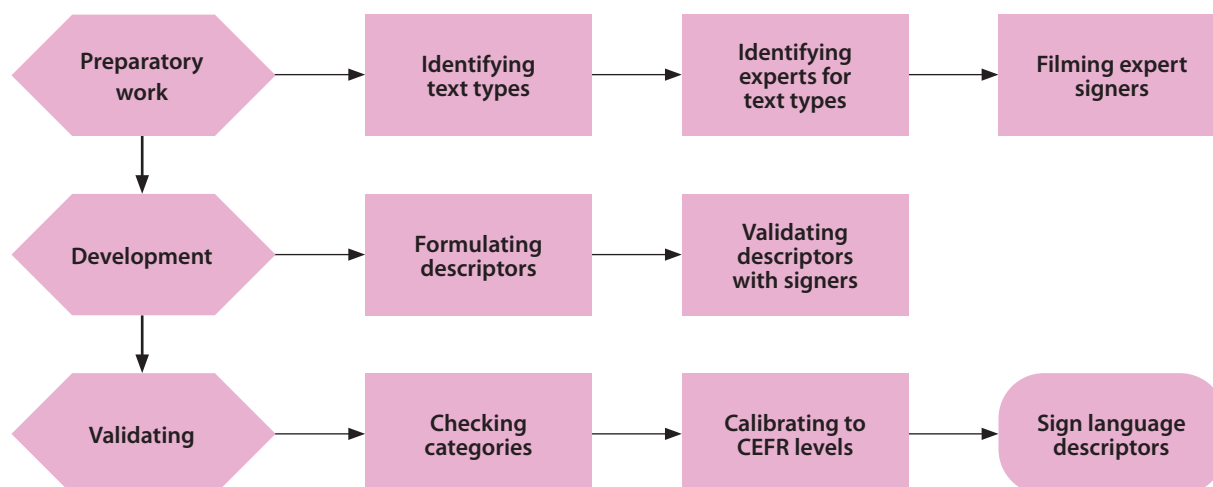 Preparatory
work
Identifying
text types
Identifying
experts for
text types
Filming expert
signers
Development
Formulating
descriptors
Validating
descriptors
with signers
Validating
Checking
categories
Calibrating to
CEFR levels
Sign language
descriptors